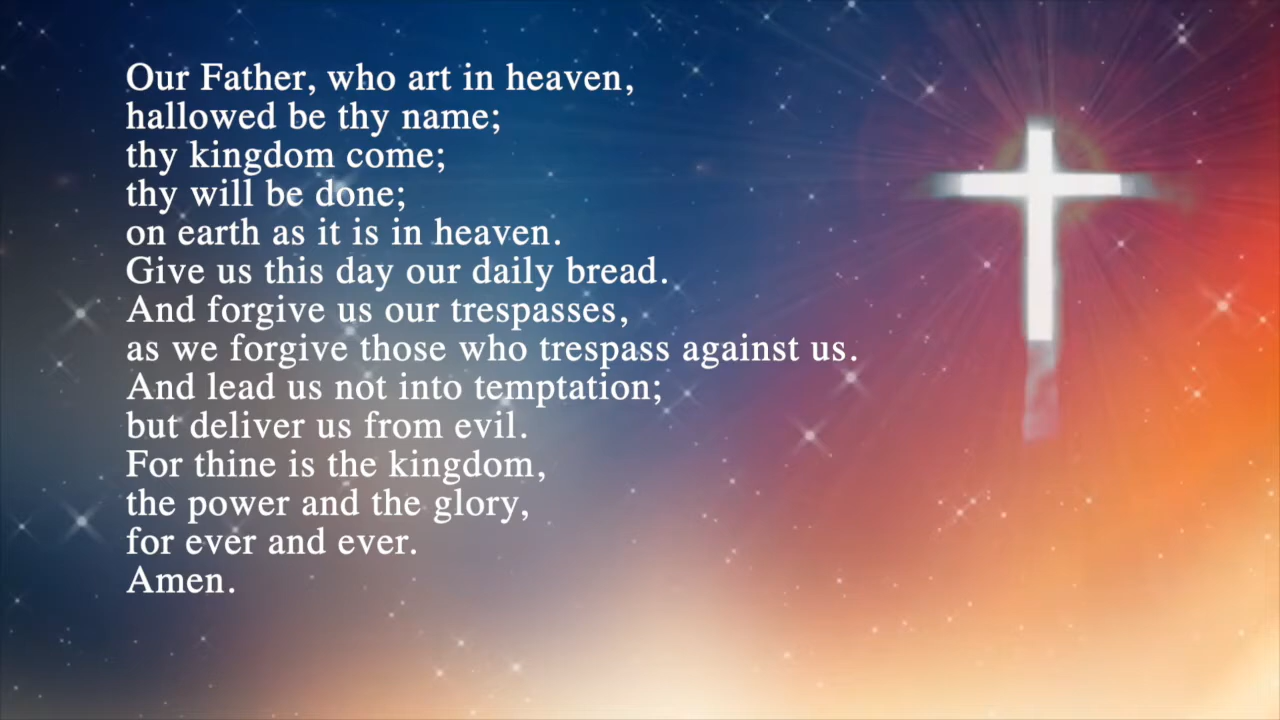 Our Father, who art in heaven,
hallowed be thy name;
thy kingdom come;
thy will be done;
on earth as it is in heaven.
Give us this day our daily bread.
And forgive us our trespasses,
as we forgive those who trespass against us.
And lead us not into temptation;
but deliver us from evil.
For thine is the kingdom,
the power and the glory,
for ever and ever.
Amen.